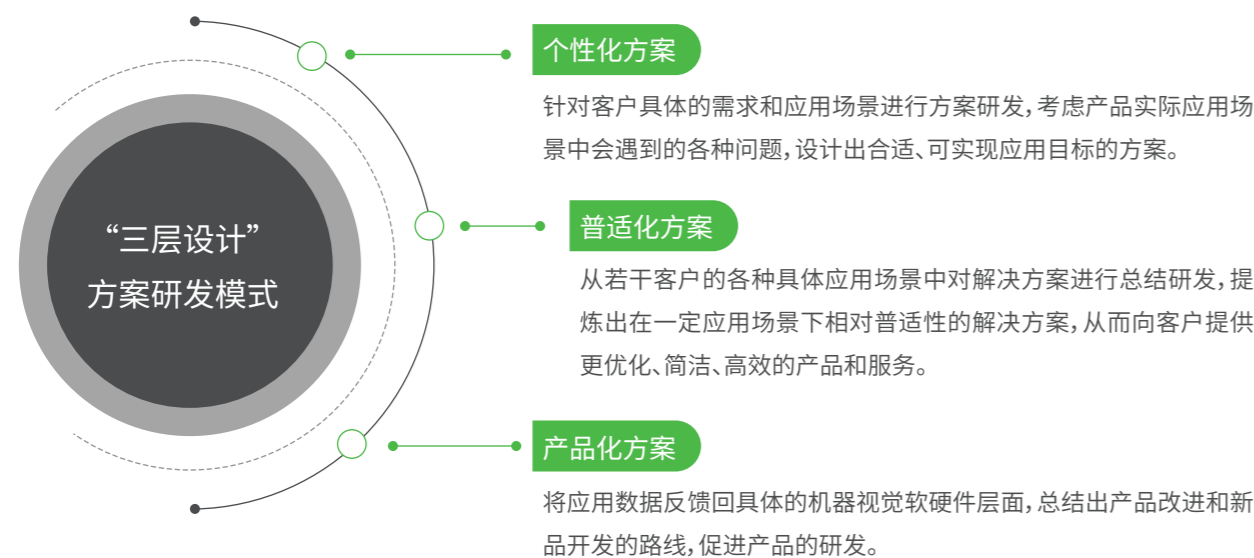 “三层设计”
方案研发模式
个性化方案
针对客户具体的需求和应用场景进行方案研发，考虑产品实际应用场
景中会遇到的各种问题，设计出合适、可实现应用目标的方案。
普适化方案
从若干客户的各种具体应用场景中对解决方案进行总结研发，提
炼出在一定应用场景下相对普适性的解决方案，从而向客户提供
更优化、简洁、高效的产品和服务。
产品化方案
将应用数据反馈回具体的机器视觉软硬件层面，总结出产品改进和新
品开发的路线，促进产品的研发。